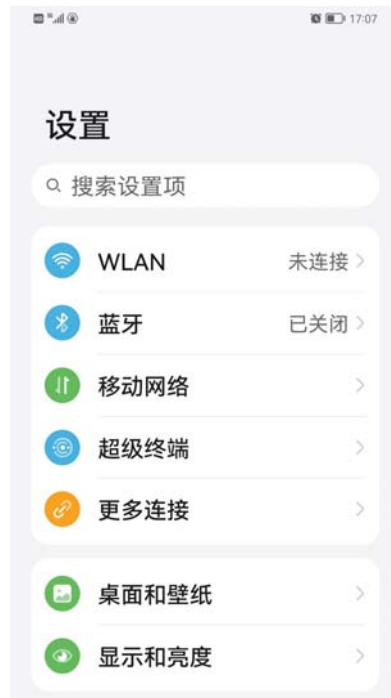 17:07
设置
搜索设置项
WLAN 未连接
蓝牙 已关闭
移动网络
超级终端
更多连接
桌面和壁纸
显示和亮度